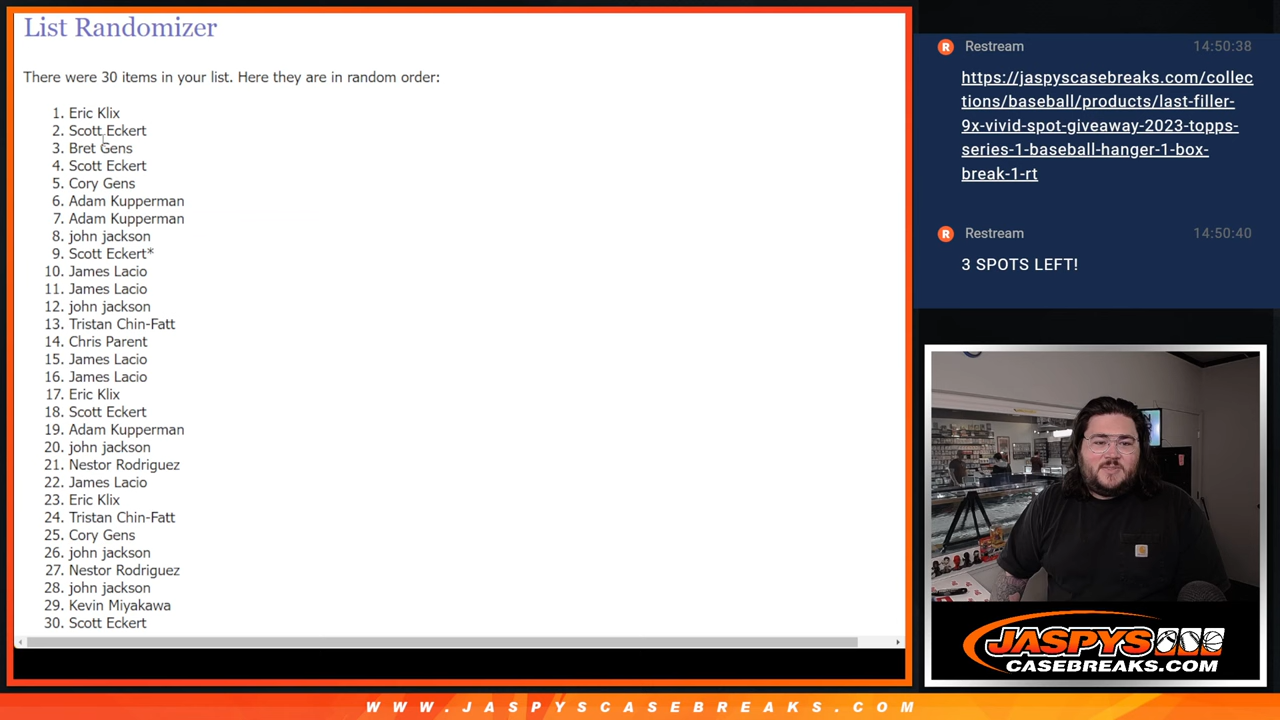 List Randomizer
There were 30 items in your list. Here they are in random order:
1. Eric Klix
2. Scott Eckert
3. Bret Gens
4. Scott Eckert
5. Cory Gens
6. Adam Kupperman
7. Adam Kupperman
8. john jackson
9. Scott Eckert*
10. James Lacio
11. James Lacio
12. john jackson
13. Tristan Chin-Fatt
14. Chris Parent
15. James Lacio
16. James Lacio
17. Eric Klix
18. Scott Eckert
19. Adam Kupperman
20. john jackson
21. Nestor Rodriguez
22. James Lacio
23. Eric Klix
24. Tristan Chin-Fatt
25. Cory Gens
26. john jackson
27. Nestor Rodriguez
28. john jackson
29. Kevin Miyakawa
30. Scott Eckert
R Restream 14:50:38
https://jaspyscasebreaks.com/collec
tions/baseball/products/last-filler-
9x-vivid-spot-giveaway-2023-topps-
series-1-baseball-hanger-1-box-
break-1-rt
R Restream 14:50:40
3 SPOTS LEFT!
JASPYS
CASEBREAKS.COM
WWW.JASPYSCASEBREAKS.COM